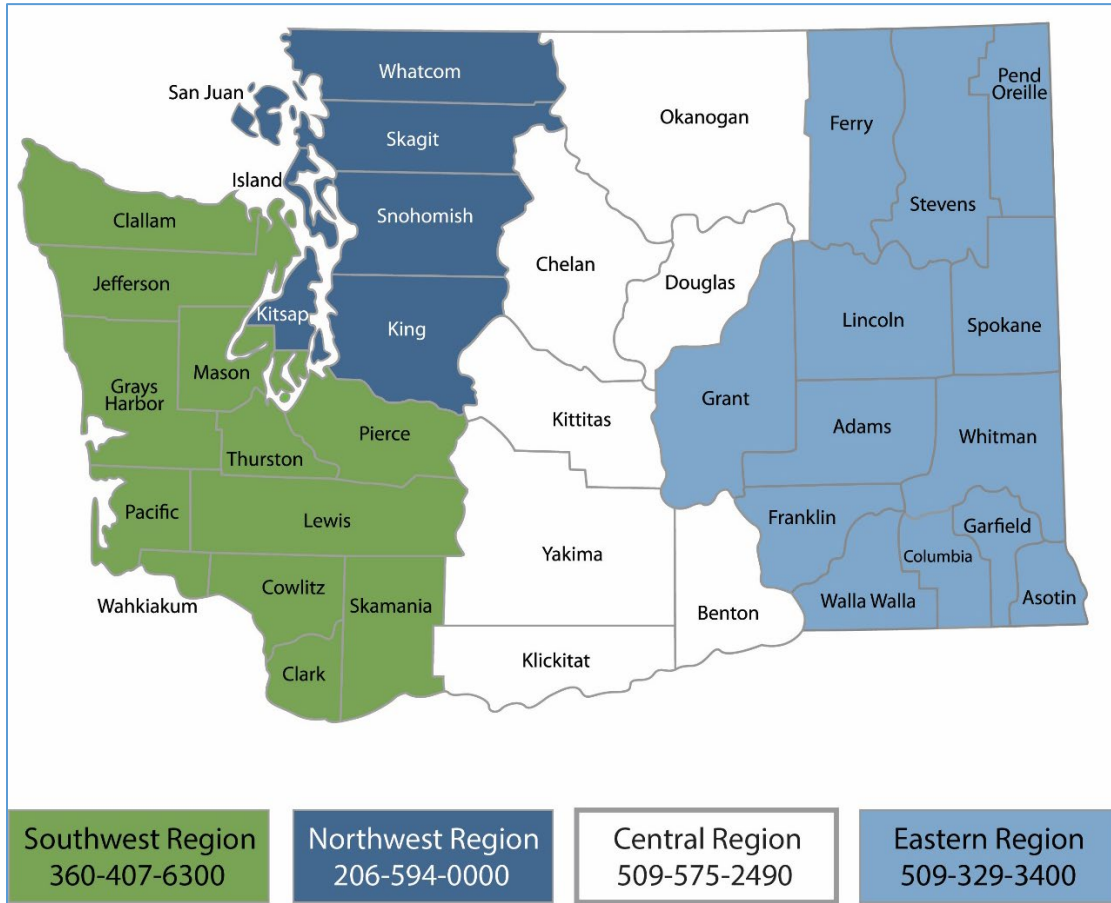 Whatcom
San Juan
Skagit
Island
Snohomish
King
Kitsap
Clallam
Jefferson
Mason
Grays
Harbor
Thurston
Pierce
Pacific
Lewis
Wahkiakum
Cowlitz
Skamania
Clark
Okanogan
Chelan
Douglas
Kittitas
Yakima
Benton
Klickitat
Ferry
Stevens
Pend
Oreille
Lincoln
Spokane
Grant
Adams
Whitman
Franklin
Walla Walla
Columbia
Garfield
Asotin
Southwest Region
360-407-6300
Northwest Region
206-594-0000
Central Region
509-575-2490
Eastern Region
509-329-3400